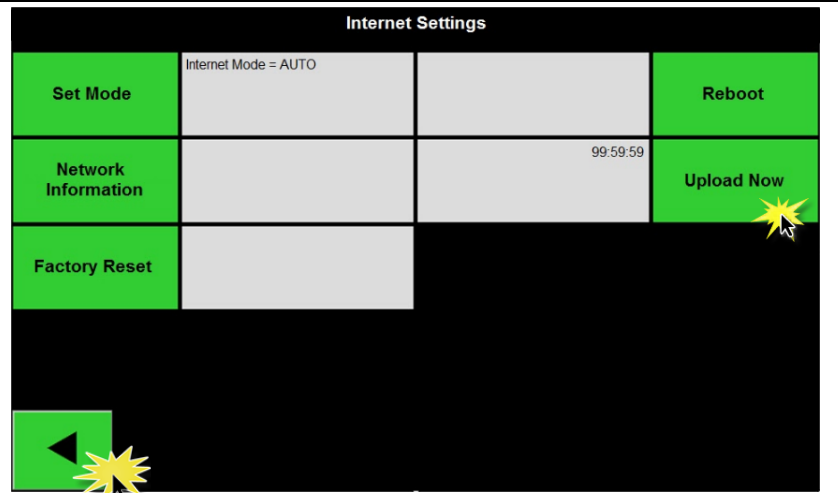 Internet Settings
Set Mode
Internet Mode = AUTO
Reboot
Network
Information
99:59:59
Upload Now
Factory Reset